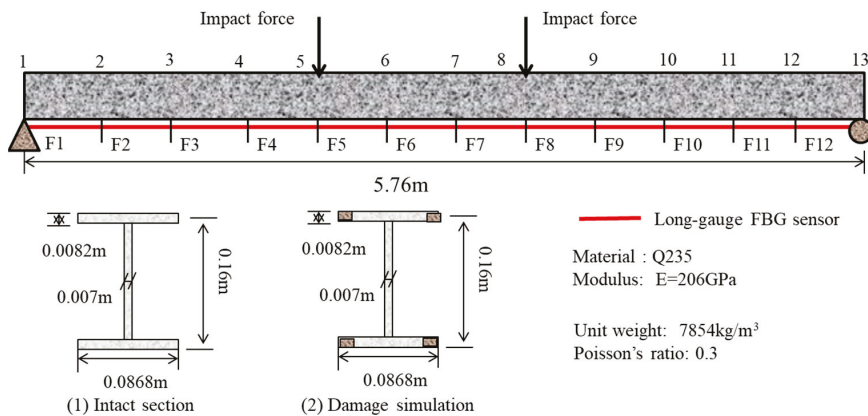 Impact force
Impact force
1 2 3 4 5 6 7 8 9 10 11 12 13
F1 F2 F3 F4 F5 F6 F7 F8 F9 F10 F11 F12
5.76m
0.0082m
0.007m
0.16m
0.0868m
(1) Intact section
0.0082m
0.007m
0.16m
0.0868m
(2) Damage simulation
Long-gauge FBG sensor
Material : Q235
Modulus: E=206GPa
Unit weight: 7854kg/m³
Poisson's ratio: 0.3